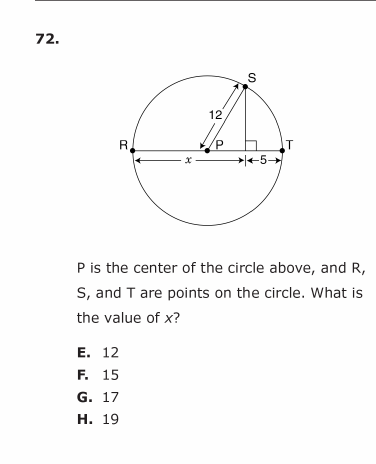 72.
S
12
R
P
T
x
5
P is the center of the circle above, and R,
S, and T are points on the circle. What is
the value of x?
E. 12
F. 15
G. 17
H. 19